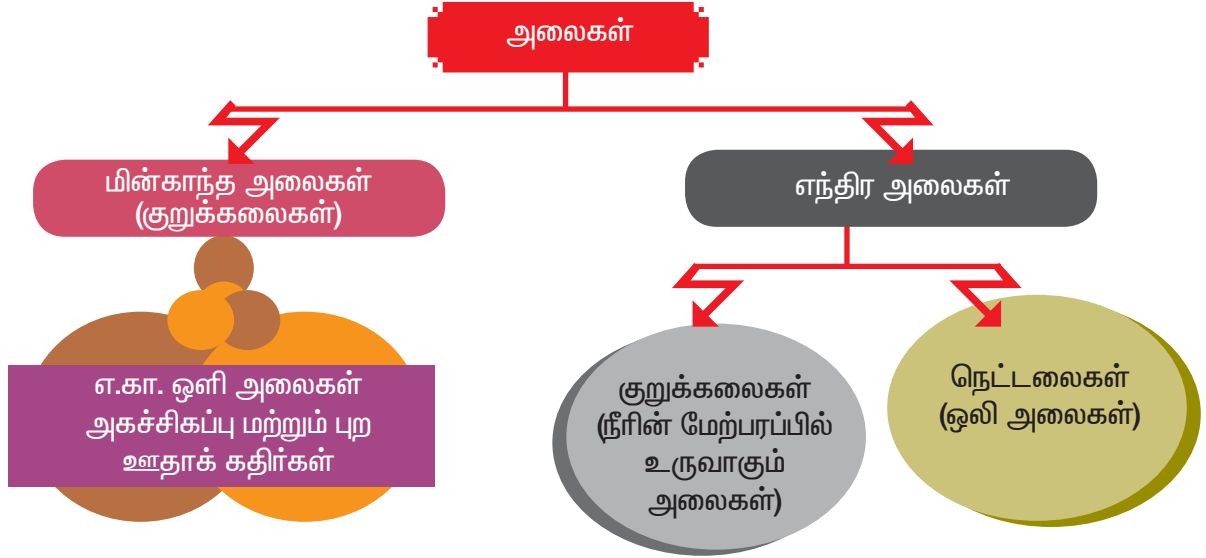 அலைகள்
மின்காந்த அலைகள்
(குறுக்கலைகள்)
எந்திர அலைகள்
எ.கா. ஒளி அலைகள்
அகச்சிகப்பு மற்றும் புற
ஊதாக் கதிர்கள்
குறுக்கலைகள்
(நீரின் மேற்பரப்பில்
உருவாகும்
அலைகள்)
நெட்டலைகள்
(ஒலி அலைகள்)